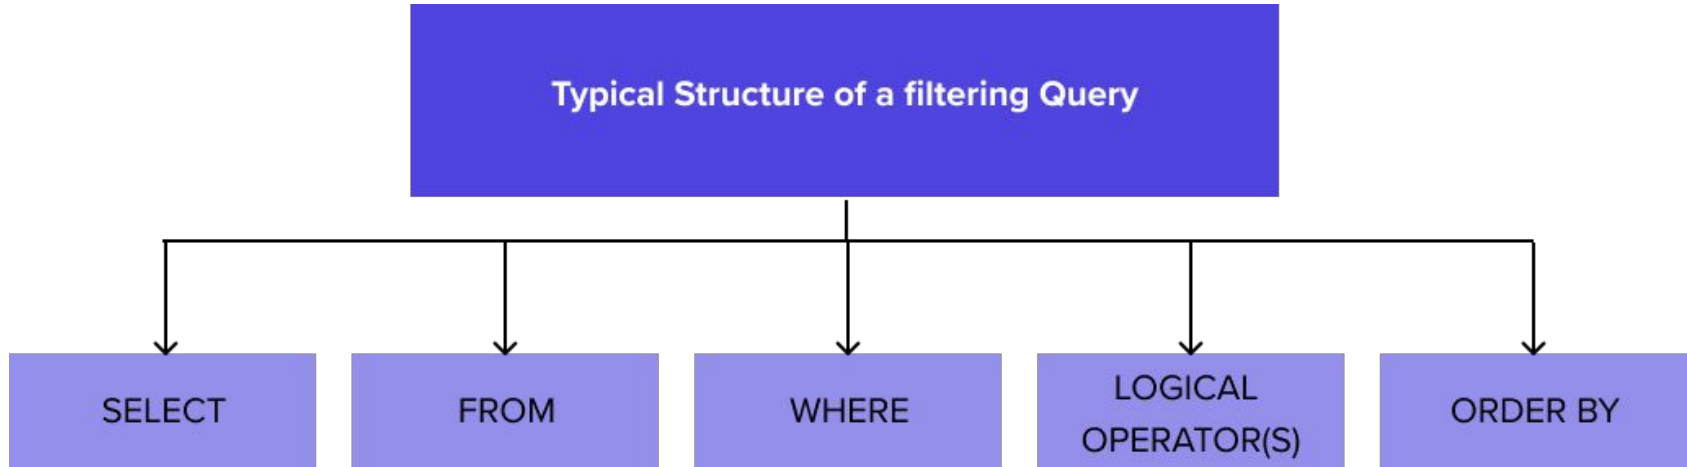 Typical Structure of a filtering Query
SELECT
FROM
WHERE
LOGICAL
OPERATOR(S)
ORDER BY